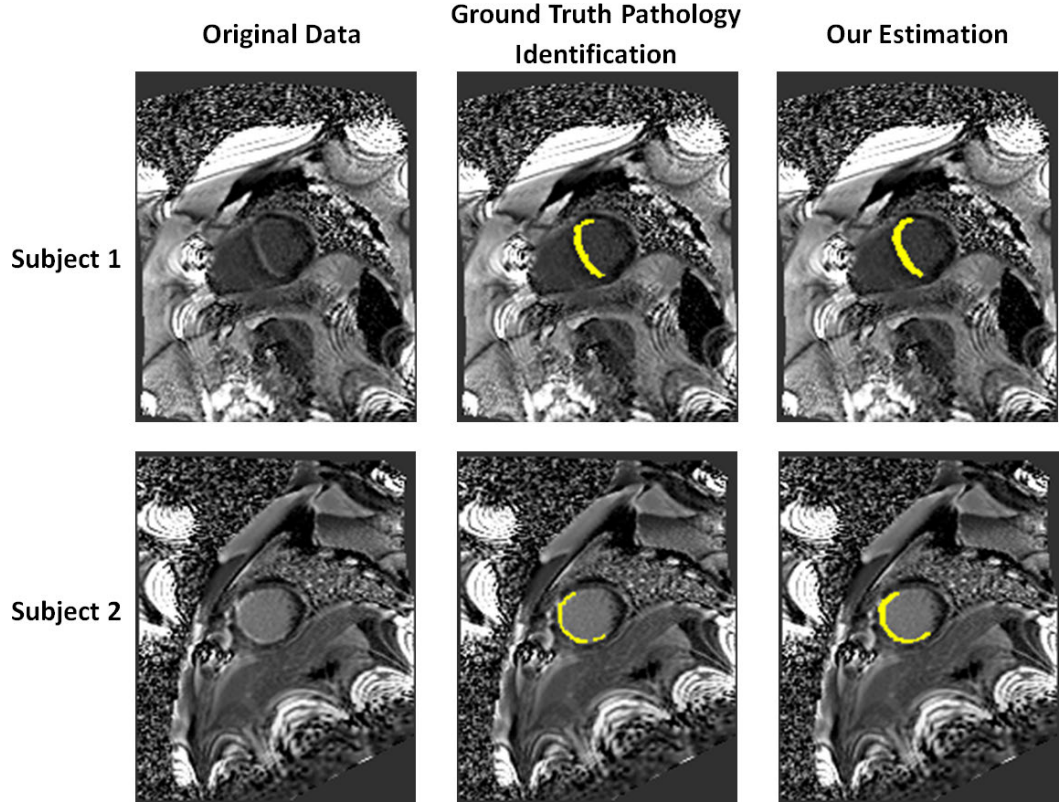 Original Data
Ground Truth Pathology
Identification
Our Estimation
Subject 1
Subject 2